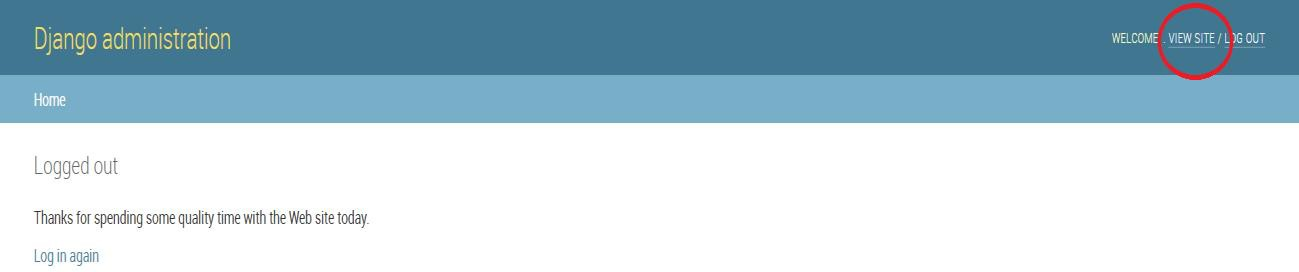 Django administration
WELCOME. VIEW SITE / LOG OUT
Home
Logged out
Thanks for spending some quality time with the Web site today.
Log in again